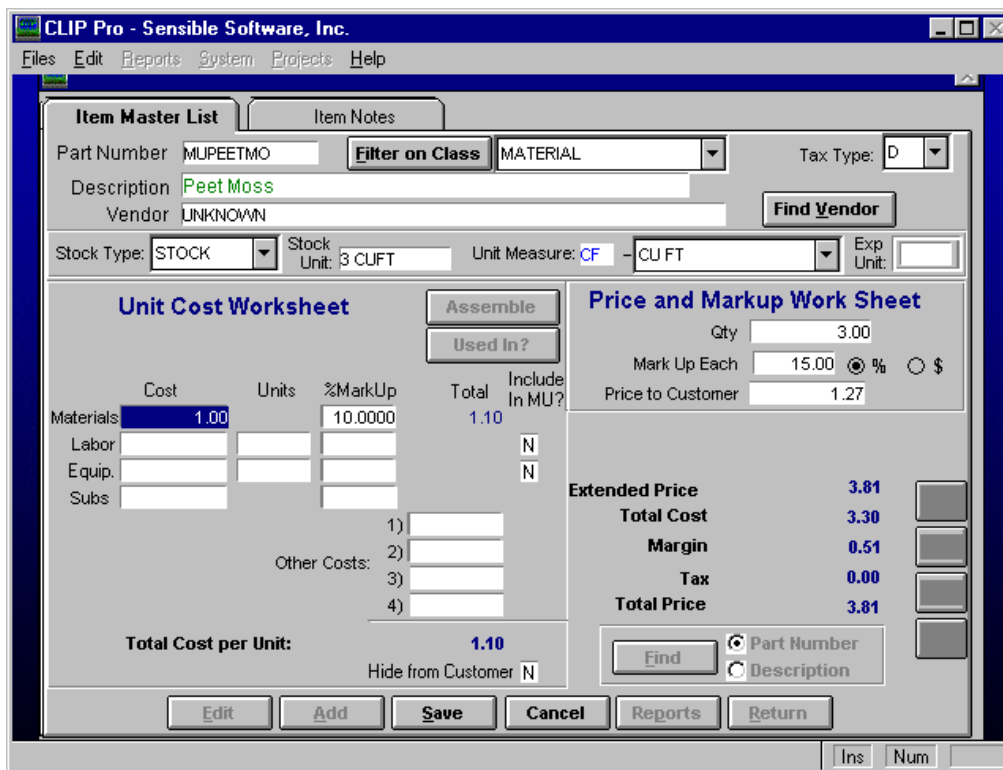 CLIP Pro - Sensible Software, Inc.
Files Edit Reports System Projects Help
Item Master List Item Notes
Part Number MUPEETMO Filter on Class MATERIAL Tax Type: D
Description Peet Moss
Vendor UNKNOWN Find Vendor
Stock Type: STOCK Stock Unit: 3 CUFT Unit Measure: CF - CU FT Exp Unit:
Unit Cost Worksheet Assemble Price and Markup Work Sheet
Used In? Qty 3.00
Mark Up Each 15.00 % $
Cost Units %MarkUp Total Include In MU? Price to Customer 1.27
Materials 1.00 10.0000 1.10
Labor N
Equip. N
Subs Extended Price 3.81
1) Total Cost 3.30
2) Margin 0.51
Other Costs:
3) Tax 0.00
4) Total Price 3.81
Total Cost per Unit: 1.10 Find Part Number
Hide from Customer N Description
Edit Add Save Cancel Reports Return
Ins Num